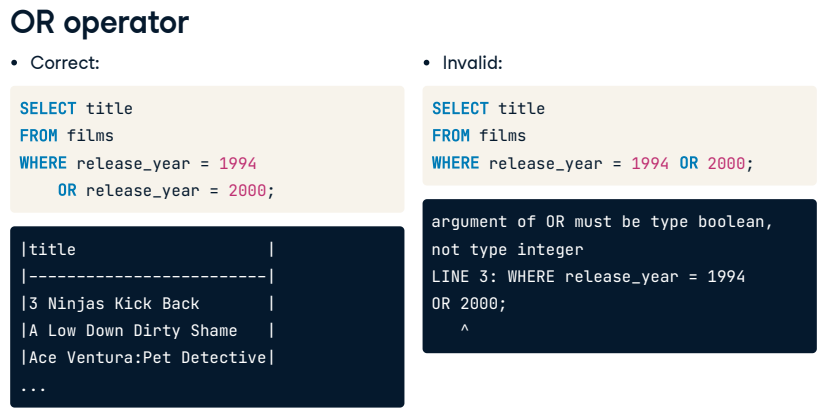 OR operator
• Correct:
SELECT title
FROM films
WHERE release_year = 1994
    OR release_year = 2000;
|title                    |
|-------------------------|
|3 Ninjas Kick Back       |
|A Low Down Dirty Shame   |
|Ace Ventura:Pet Detective|
...
• Invalid:
SELECT title
FROM films
WHERE release_year = 1994 OR 2000;
argument of OR must be type boolean,
not type integer
LINE 3: WHERE release_year = 1994
OR 2000;
   ^